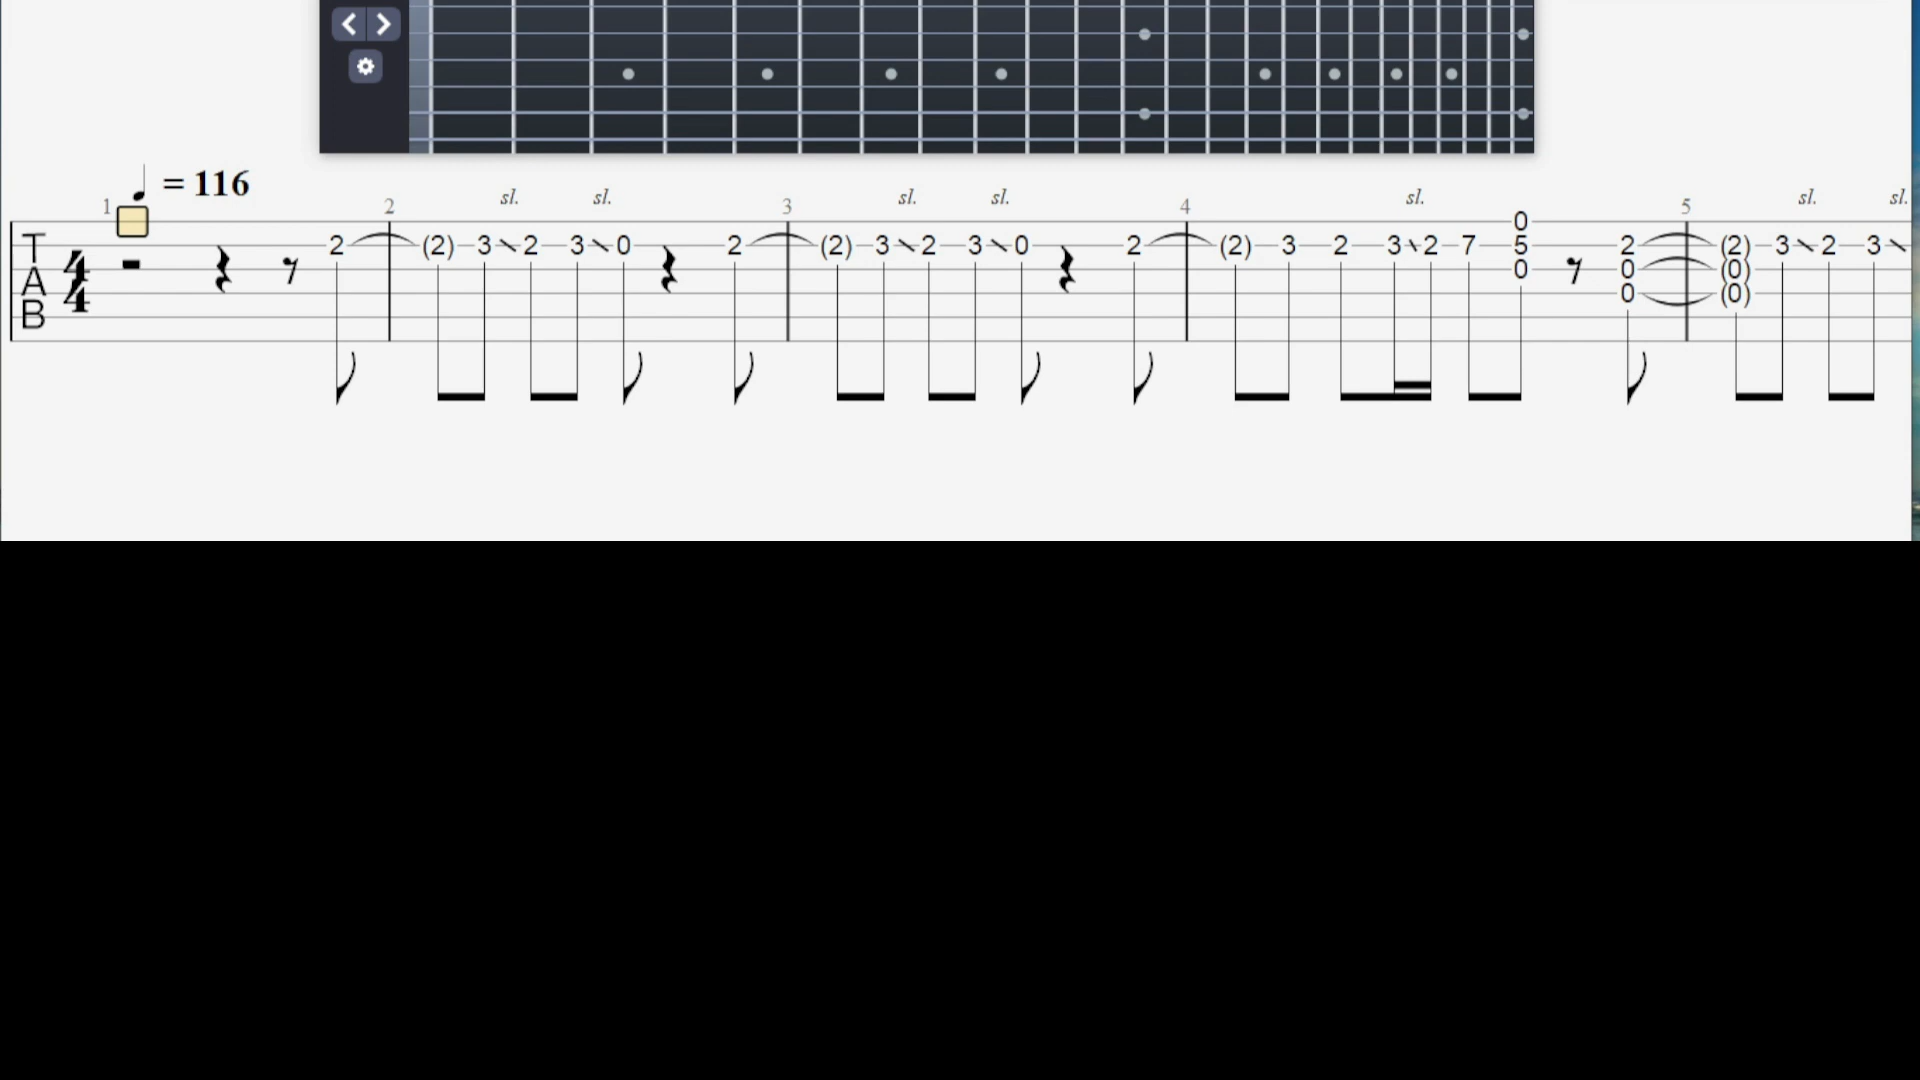 = 116
sl. sl. sl. sl. sl. sl. sl.
1 2 3 4 5
0
T 2 (2) 3 2 3 0 2 (2) 3 2 3 0 2 (2) 3 2 3 2 7 5 2 (2) 3 2 3
4 A 0 0 (0)
4 0 (0)
B